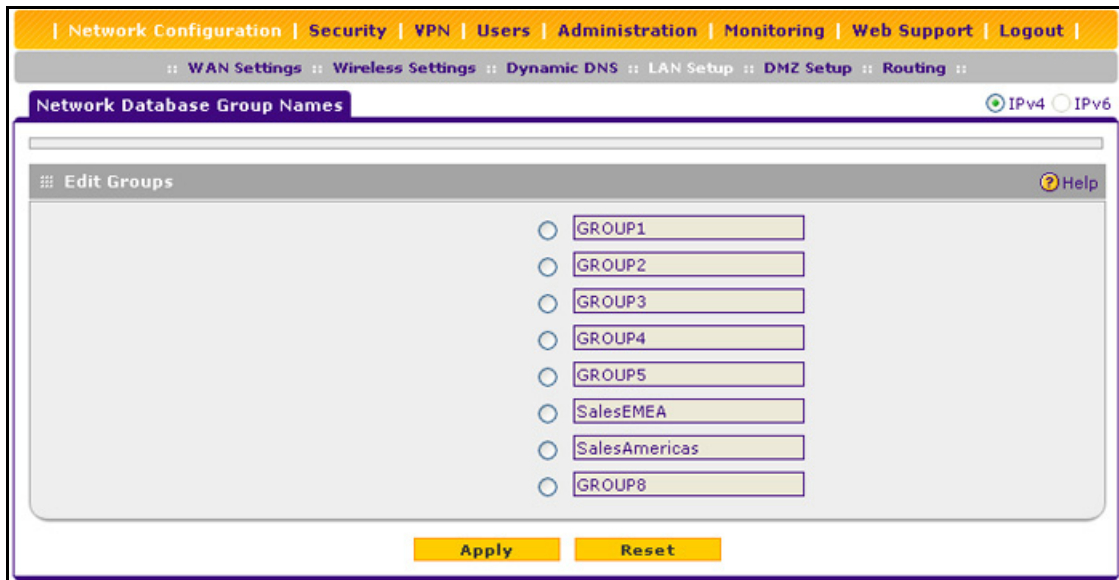 | Network Configuration | Security | VPN | Users | Administration | Monitoring | Web Support | Logout |
:: WAN Settings :: Wireless Settings :: Dynamic DNS :: LAN Setup :: DMZ Setup :: Routing ::
Network Database Group Names IPv4 IPv6
Edit Groups ? Help
GROUP1
GROUP2
GROUP3
GROUP4
GROUP5
SalesEMEA
SalesAmericas
GROUP8
Apply Reset